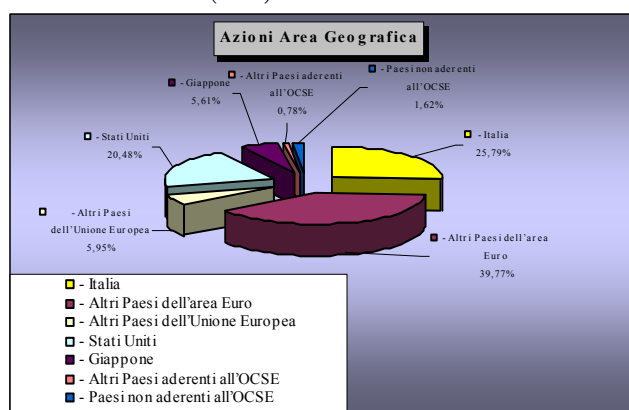 Azioni Area Geografica
- Altri Paesi aderenti
all'OCSE
0,78%
- Paesi non aderenti
all'OCSE
1,62%
- Giappone
5,61%
- Italia
25,79%
- Stati Uniti
20,48%
- Altri Paesi
dell'Unione Europea
5,95%
- Altri Paesi dell'area
Euro
39,77%
- Italia
- Altri Paesi dell'area Euro
- Altri Paesi dell'Unione Europea
- Stati Uniti
- Giappone
- Altri Paesi aderenti all'OCSE
- Paesi non aderenti all'OCSE